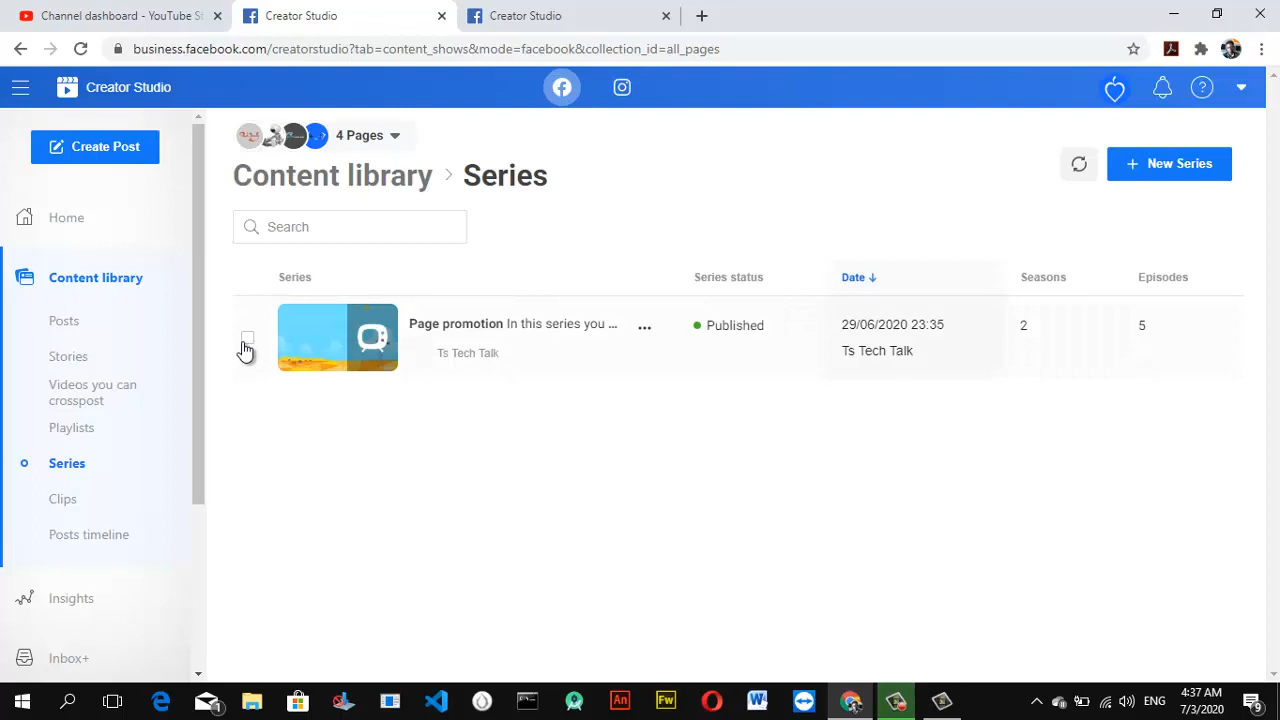 Channel dashboard - YouTube St
Creator Studio
Creator Studio
business.facebook.com/creatorstudio?tab=content_shows&mode=facebook&collection_id=all_pages
Creator Studio
Create Post
4 Pages
Content library > Series
New Series
Search
Home
Content library
Posts
Stories
Videos you can
crosspost
Playlists
Series
Clips
Posts timeline
Insights
Inbox+
Series
Series status
Date ↓
Seasons
Episodes
Page promotion In this series you ...
Ts Tech Talk
Published
29/06/2020 23:35
Ts Tech Talk
2
5
ENG
4:37 AM
7/3/2020